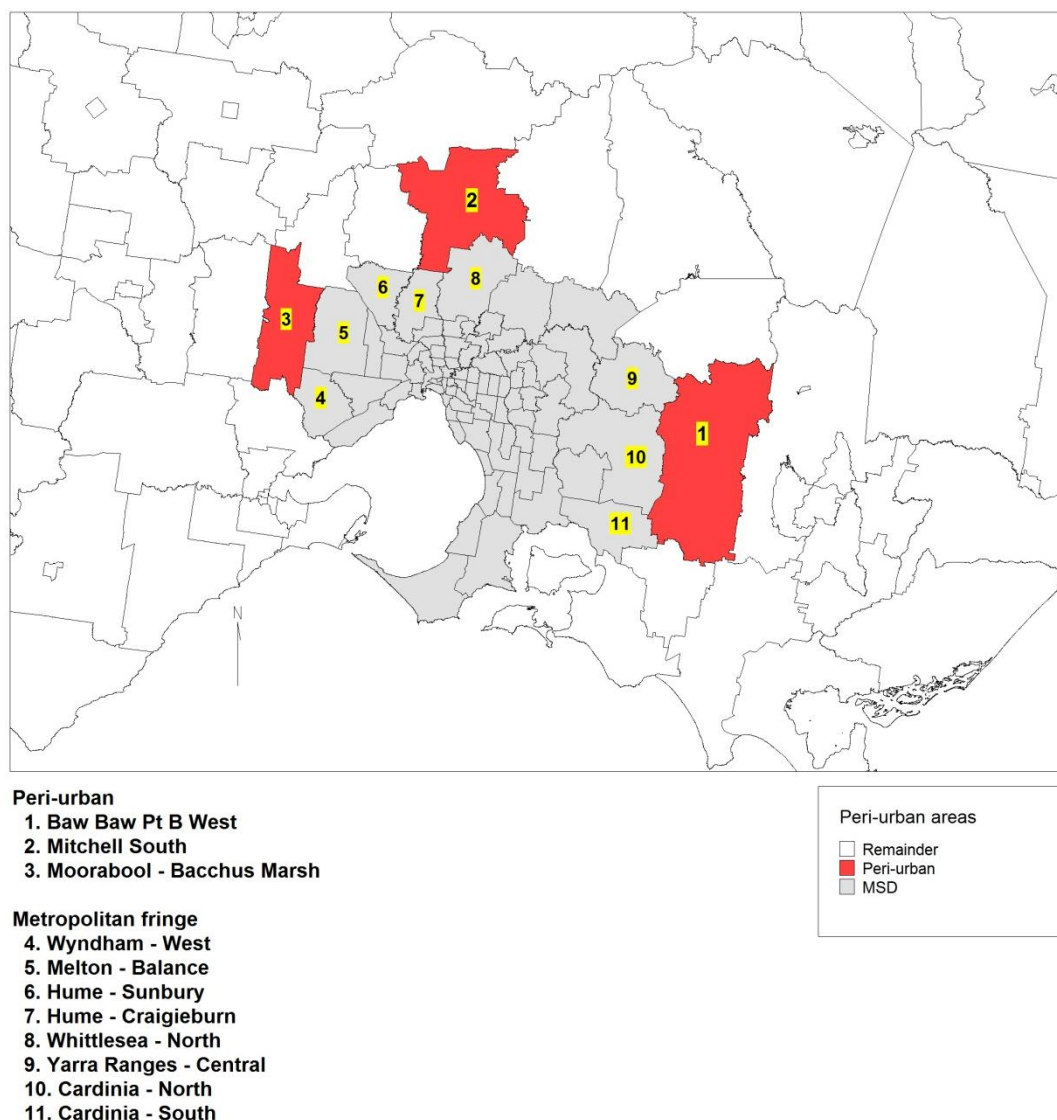 2
6
7
8
3
5
4
9
1
10
11
N
Peri-urban
1. Baw Baw Pt B West
2. Mitchell South
3. Moorabool - Bacchus Marsh
Metropolitan fringe
4. Wyndham - West
5. Melton - Balance
6. Hume - Sunbury
7. Hume - Craigieburn
8. Whittlesea - North
9. Yarra Ranges - Central
10. Cardinia - North
11. Cardinia - South
Peri-urban areas
Remainder
Peri-urban
MSD